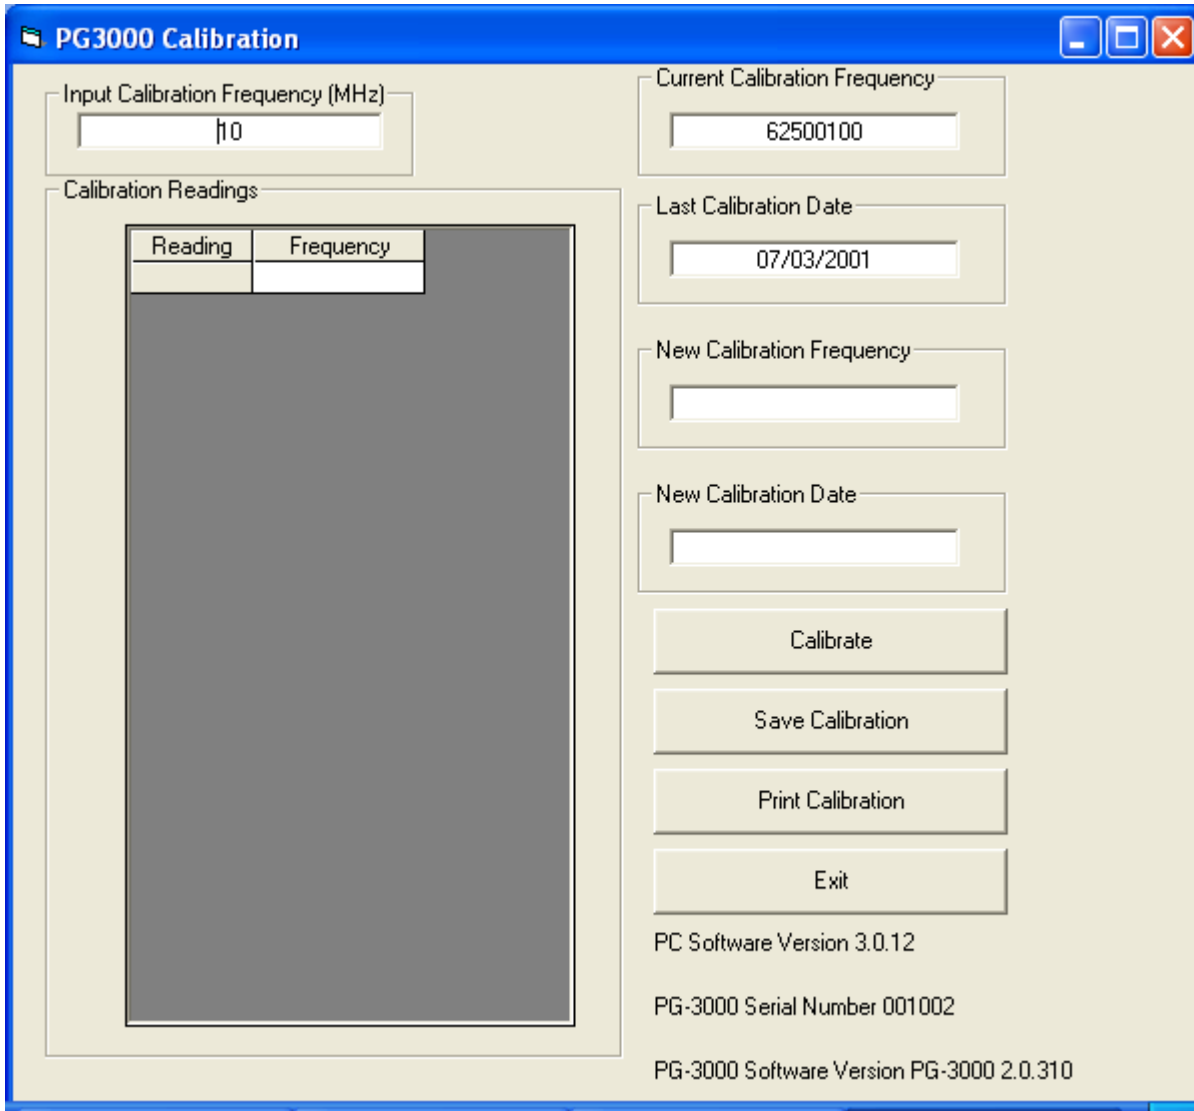 PG3000 Calibration
Input Calibration Frequency (MHz)
10
Calibration Readings
Reading Frequency
Current Calibration Frequency
62500100
Last Calibration Date
07/03/2001
New Calibration Frequency
New Calibration Date
Calibrate
Save Calibration
Print Calibration
Exit
PC Software Version 3.0.12
PG-3000 Serial Number 001002
PG-3000 Software Version PG-3000 2.0.310